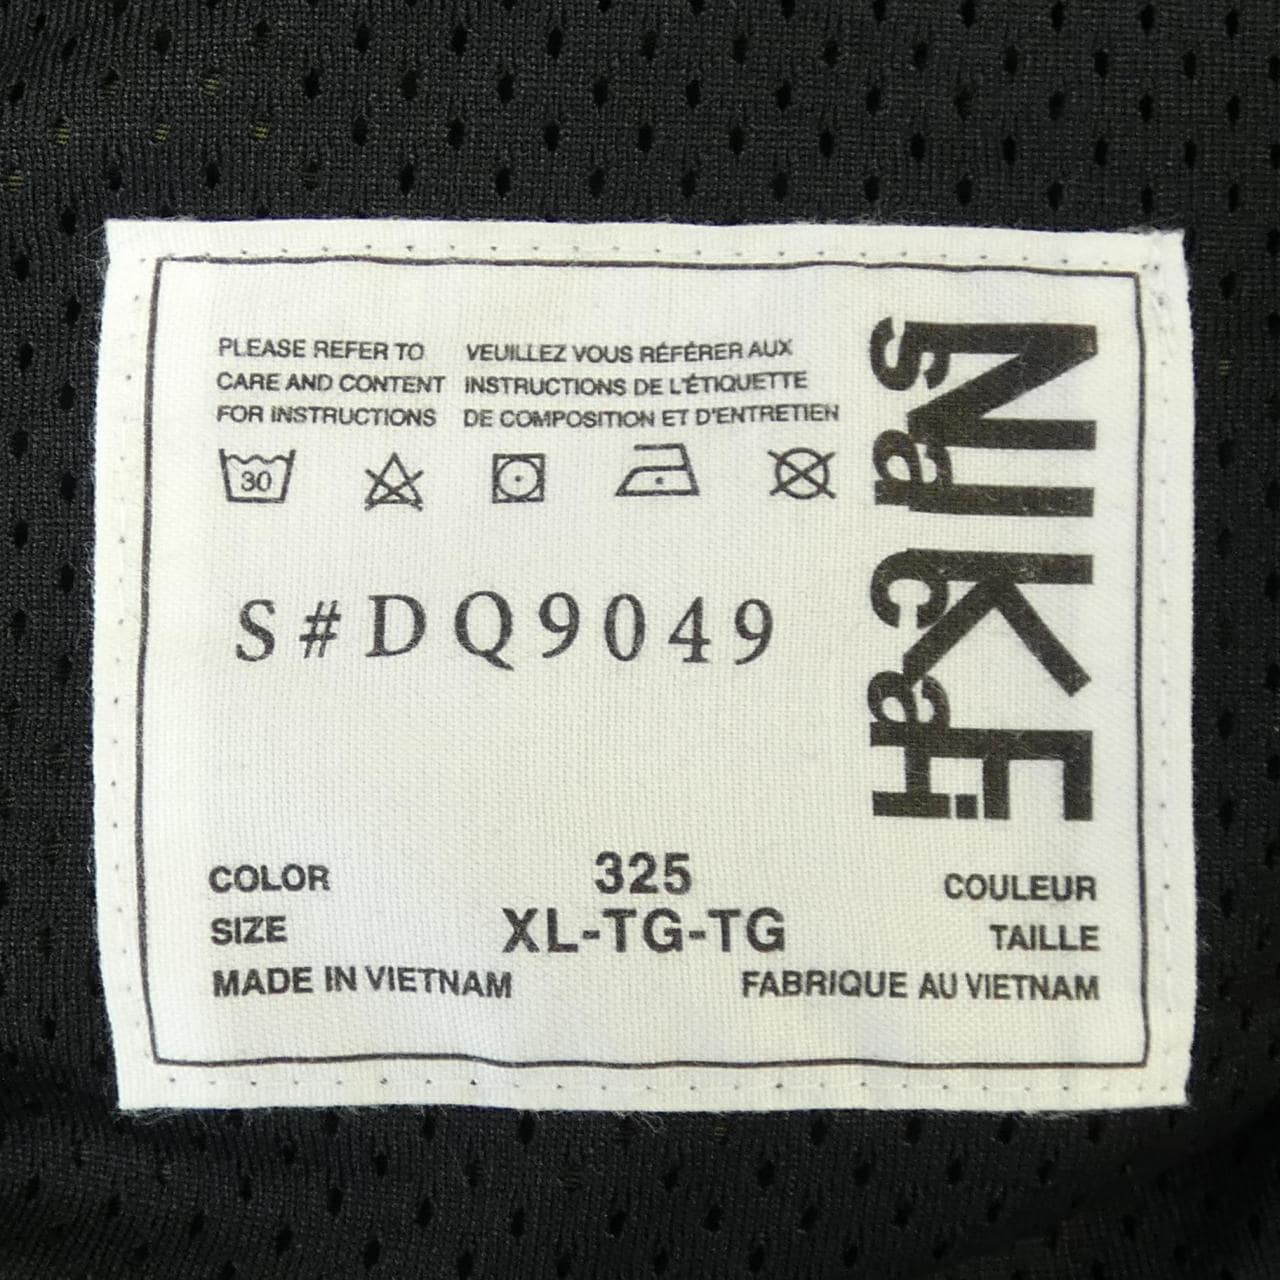 PLEASE REFER TO
CARE AND CONTENT
FOR INSTRUCTIONS
VEUILLEZ VOUS RÉFÉRER AUX
INSTRUCTIONS DE L'ÉTIQUETTE
DE COMPOSITION ET D'ENTRETIEN
30
S#DQ9049
NIKE
sacai
COLOR 325 COULEUR
SIZE XL-TG-TG TAILLE
MADE IN VIETNAM FABRIQUE AU VIETNAM